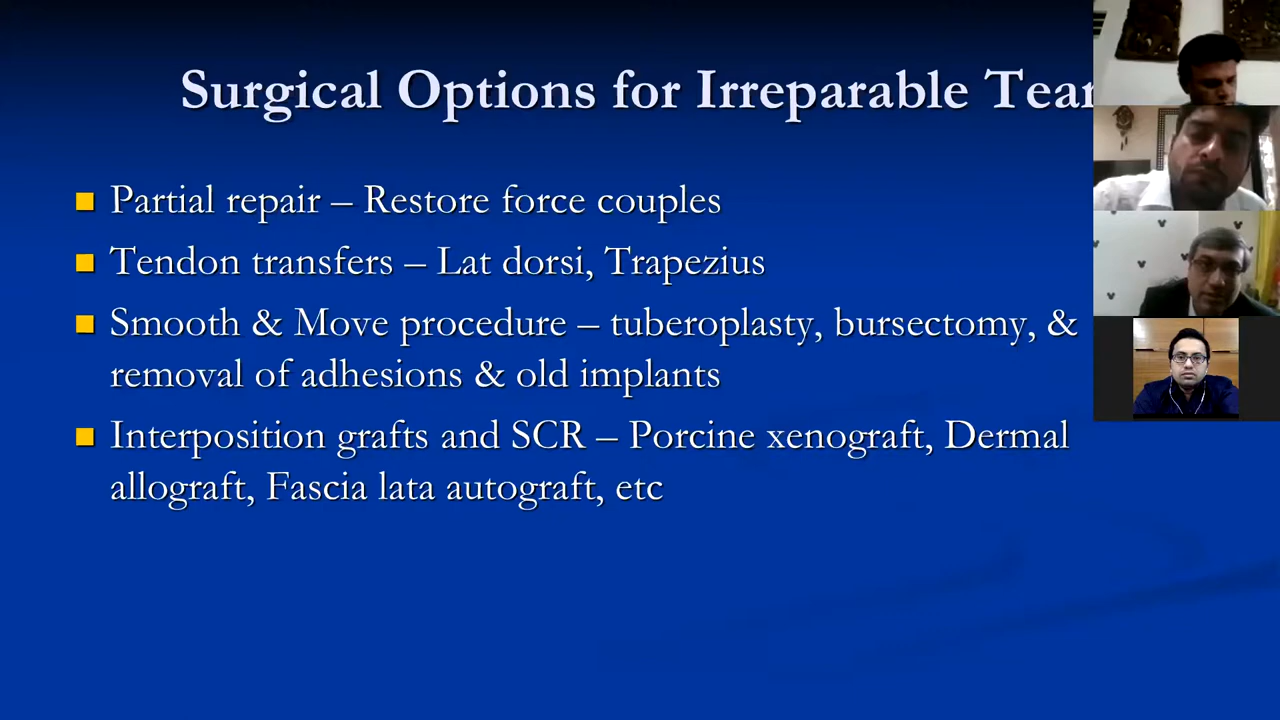 Surgical Options for Irreparable Tear
Partial repair – Restore force couples
Tendon transfers – Lat dorsi, Trapezius
Smooth & Move procedure – tuberoplasty, bursectomy, &
removal of adhesions & old implants
Interposition grafts and SCR – Porcine xenograft, Dermal
allograft, Fascia lata autograft, etc